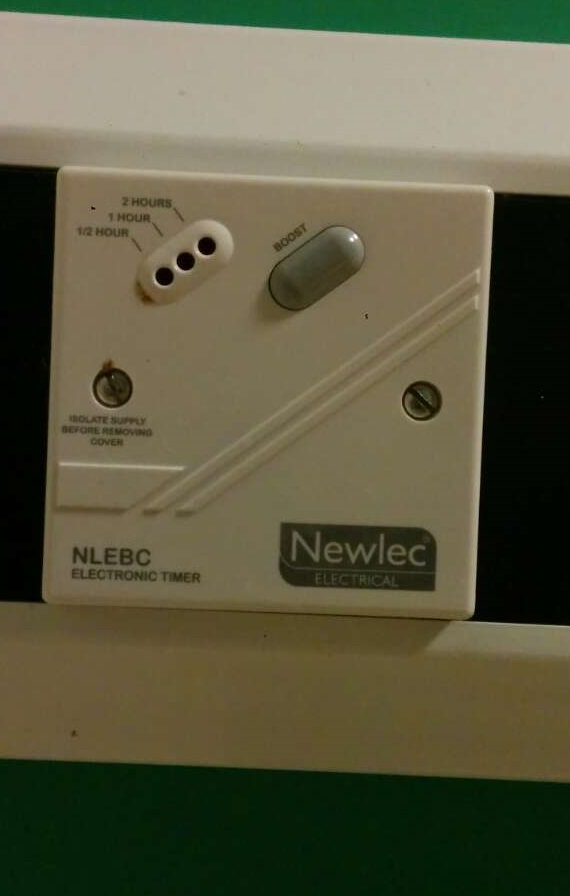 2 HOURS
1 HOUR
1/2 HOUR
BOOST
ISOLATE SUPPLY
BEFORE REMOVING
COVER
NLEBC
ELECTRONIC TIMER
Newlec®
ELECTRICAL